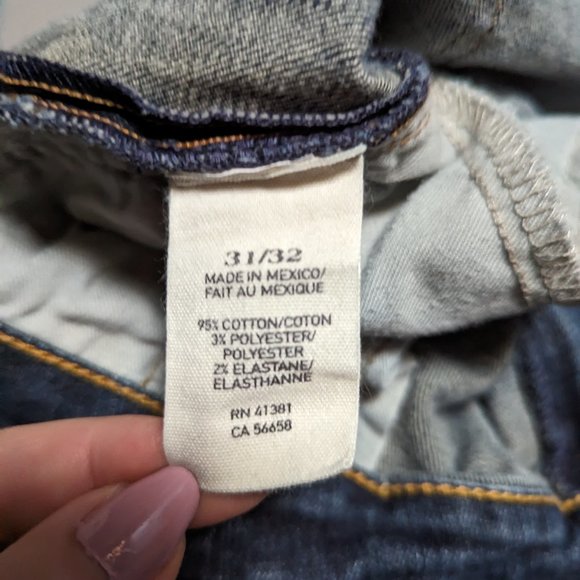 31/32
MADE IN MEXICO/
FAIT AU MEXIQUE
95% COTTON/COTON
3% POLYESTER/
POLYESTER
2% ELASTANE/
ELASTHANNE
RN 41381
CA 56658